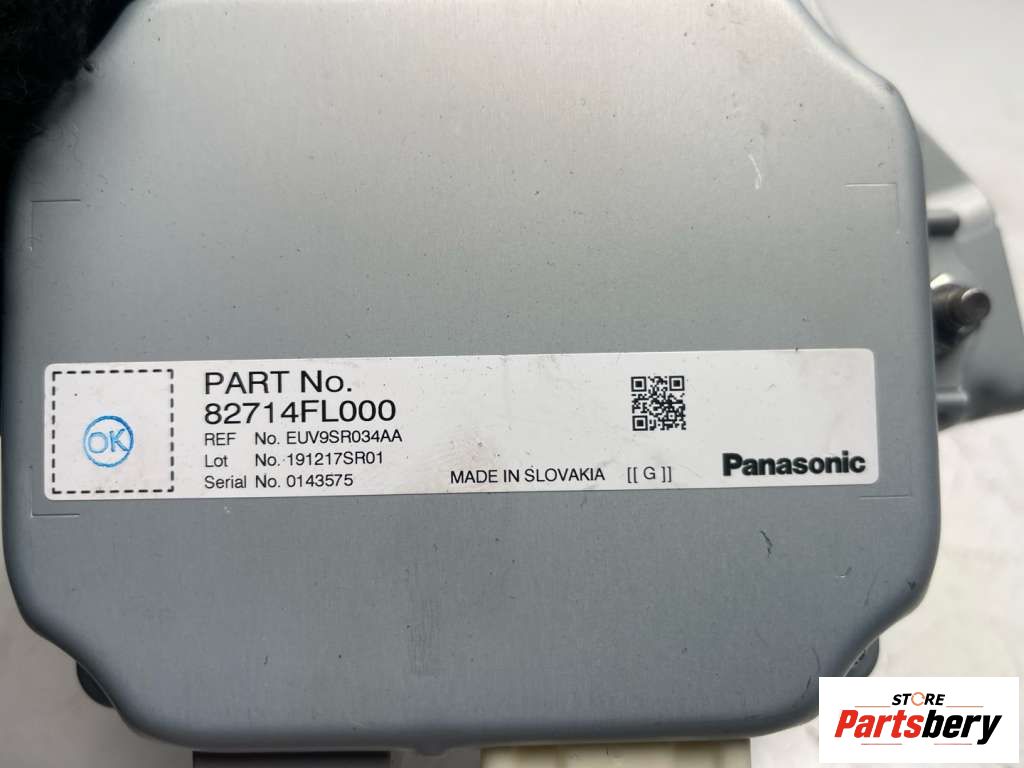 PART No.
82714FL000
OK
REF No. EUV9SR034AA
Lot No. 191217SR01
Serial No. 0143575
MADE IN SLOVAKIA [[ G ]]
Panasonic
STORE
Partsbery